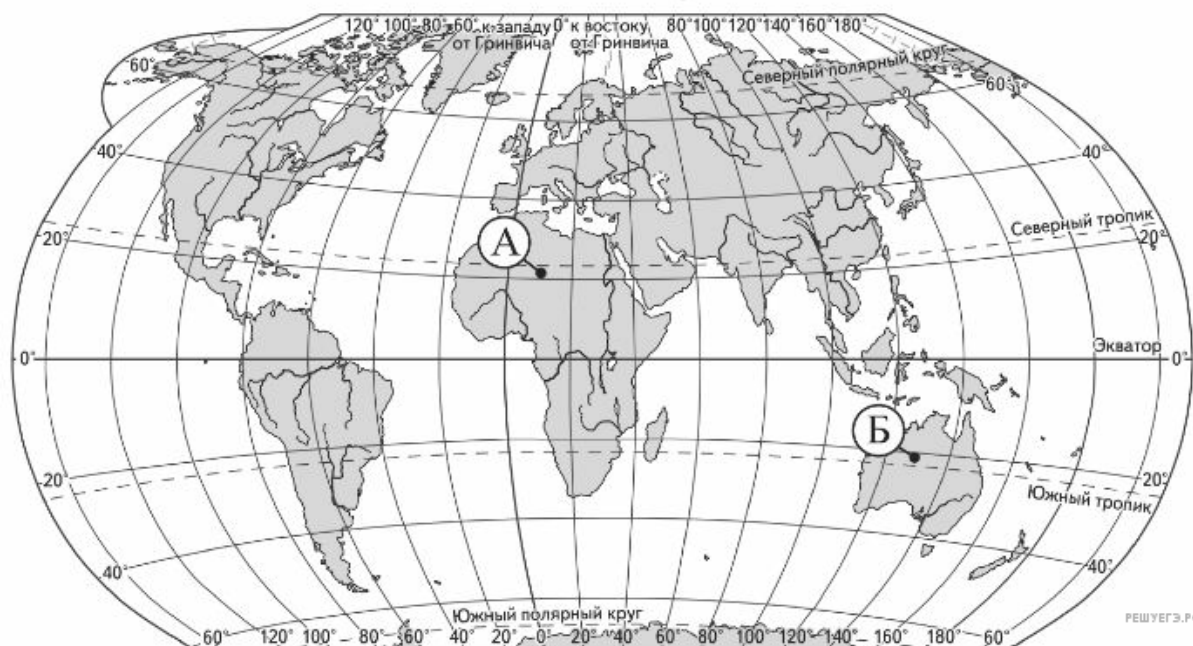 120° 100° 80° 60° к западу 0° к востоку 80° 100° 120° 140° 160° 180°
от Гринвича от Гринвича
Северный полярный круг
60° 60° 60°
40° 40°
Северный тропик
20° 20°
А
Экватор
0° 0°
Б
20° 20°
Южный тропик
40° 40°
Южный полярный круг
60° 120° 100° 80° 60° 40° 20° 0° 20° 40° 60° 80° 100° 120° 140° 160° 180° 60°
РЕШУЕГЭ.РФ